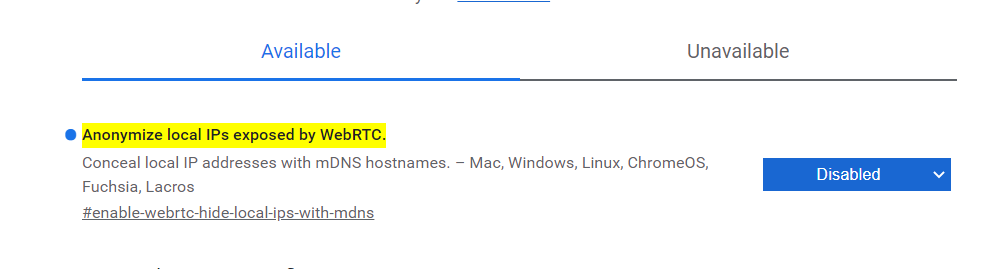 Available
Unavailable
Anonymize local IPs exposed by WebRTC.
Conceal local IP addresses with mDNS hostnames. – Mac, Windows, Linux, ChromeOS,
Fuchsia, Lacros
Disabled
#enable-webrtc-hide-local-ips-with-mdns